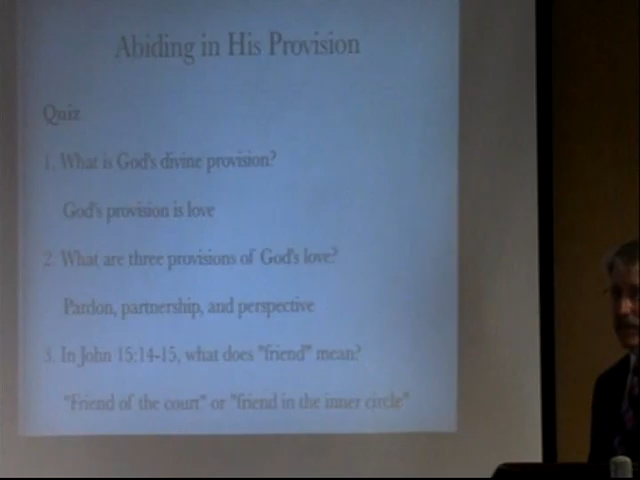 Abiding in His Provision
Quiz
1. What is God's divine provision?
God's provision is love
2. What are three provisions of God's love?
Pardon, partnership, and perspective
3. In John 15:14-15, what does "friend" mean?
"Friend of the court" or "friend in the inner circle"